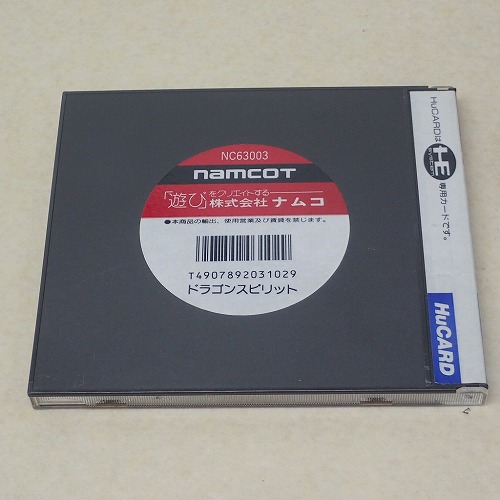 NC63003
namcot
「遊び」をクリエイトする
株式会社ナムコ
●本商品の輸出、使用営業及び賃貸を禁じます。
T4907892031029
ドラゴンスピリット
HuCARDは
HE
SYSTEM
専用カードです。
HuCARD